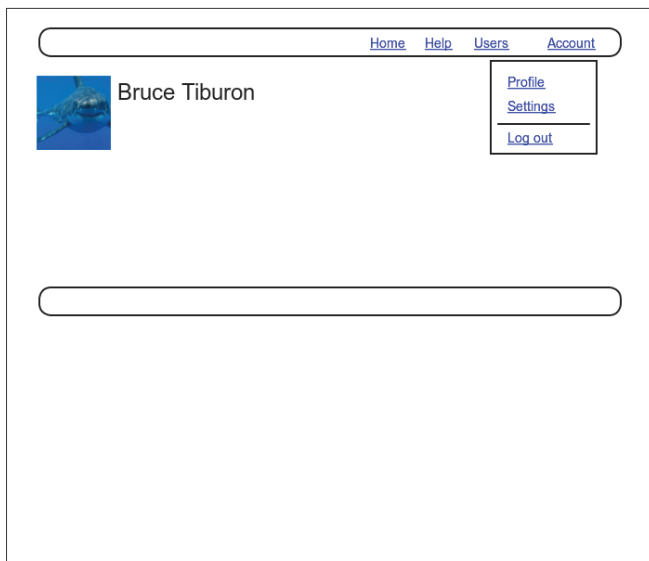 Home Help Users Account
Bruce Tiburon
Profile
Settings
Log out